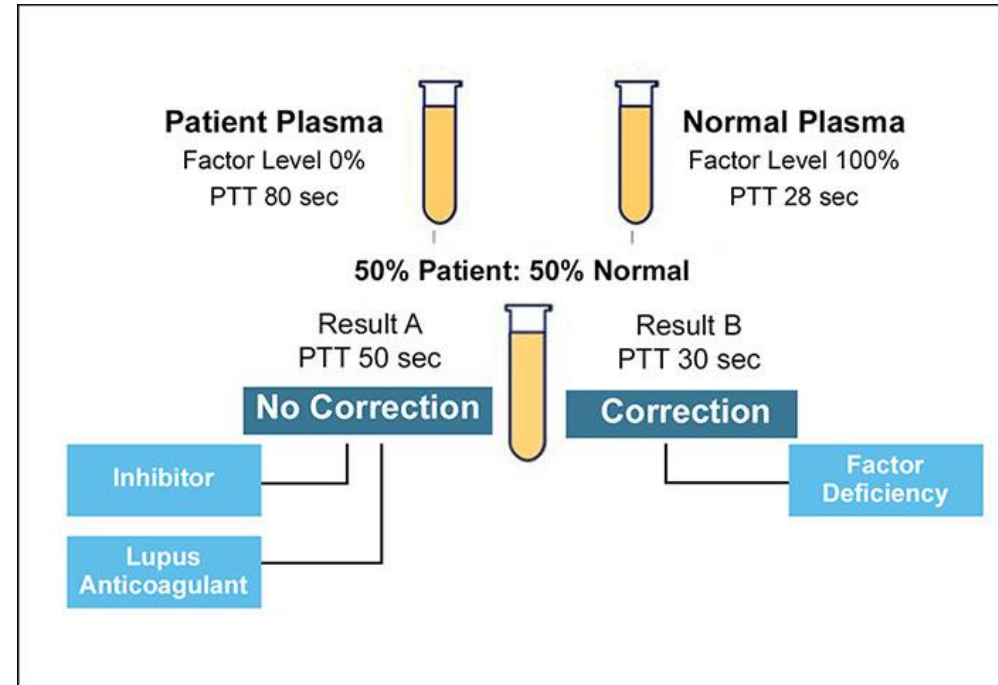 Patient Plasma
Factor Level 0%
PTT 80 sec
Normal Plasma
Factor Level 100%
PTT 28 sec
50% Patient: 50% Normal
Result A
PTT 50 sec
No Correction
Result B
PTT 30 sec
Correction
Inhibitor
Lupus
Anticoagulant
Factor
Deficiency